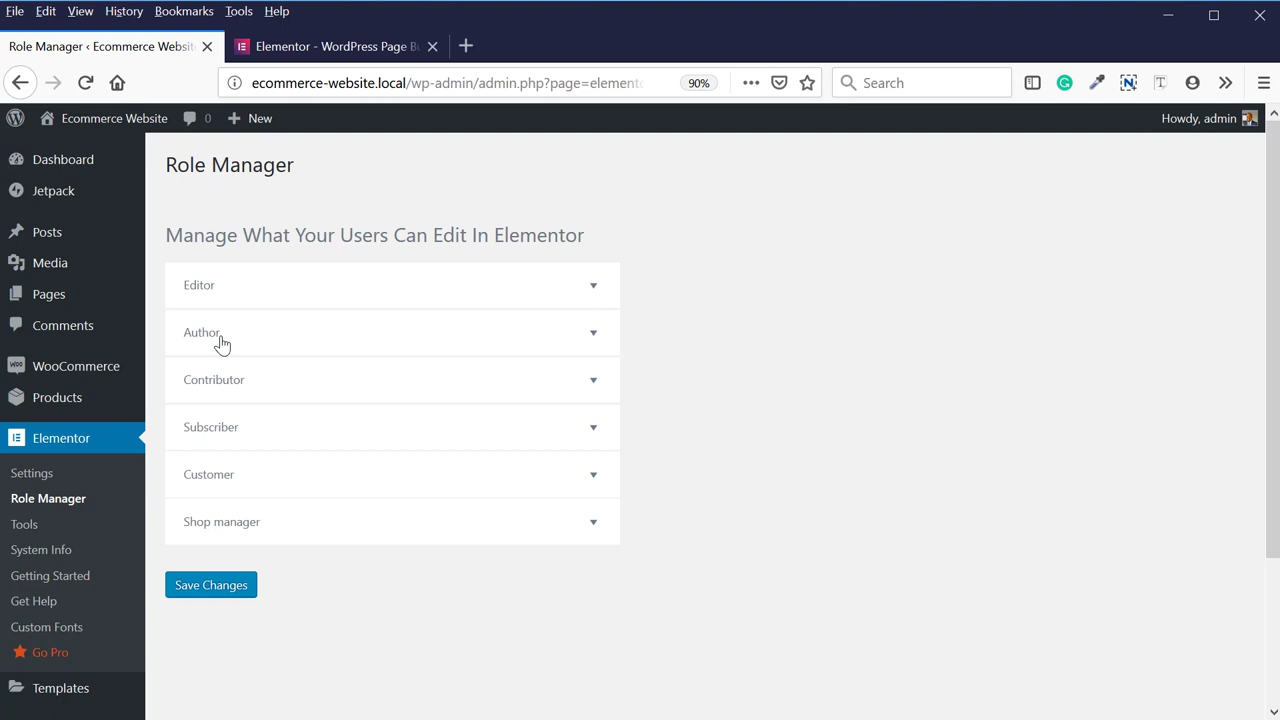 File Edit View History Bookmarks Tools Help
Role Manager ‹ Ecommerce Websit
Elementor - WordPress Page B
ecommerce-website.local/wp-admin/admin.php?page=element
90%
Search
Ecommerce Website 0 New
Howdy, admin
Dashboard
Jetpack
Posts
Media
Pages
Comments
WooCommerce
Products
Elementor
Settings
Role Manager
Tools
System Info
Getting Started
Get Help
Custom Fonts
Go Pro
Templates
Role Manager
Manage What Your Users Can Edit In Elementor
Editor
Author
Contributor
Subscriber
Customer
Shop manager
Save Changes